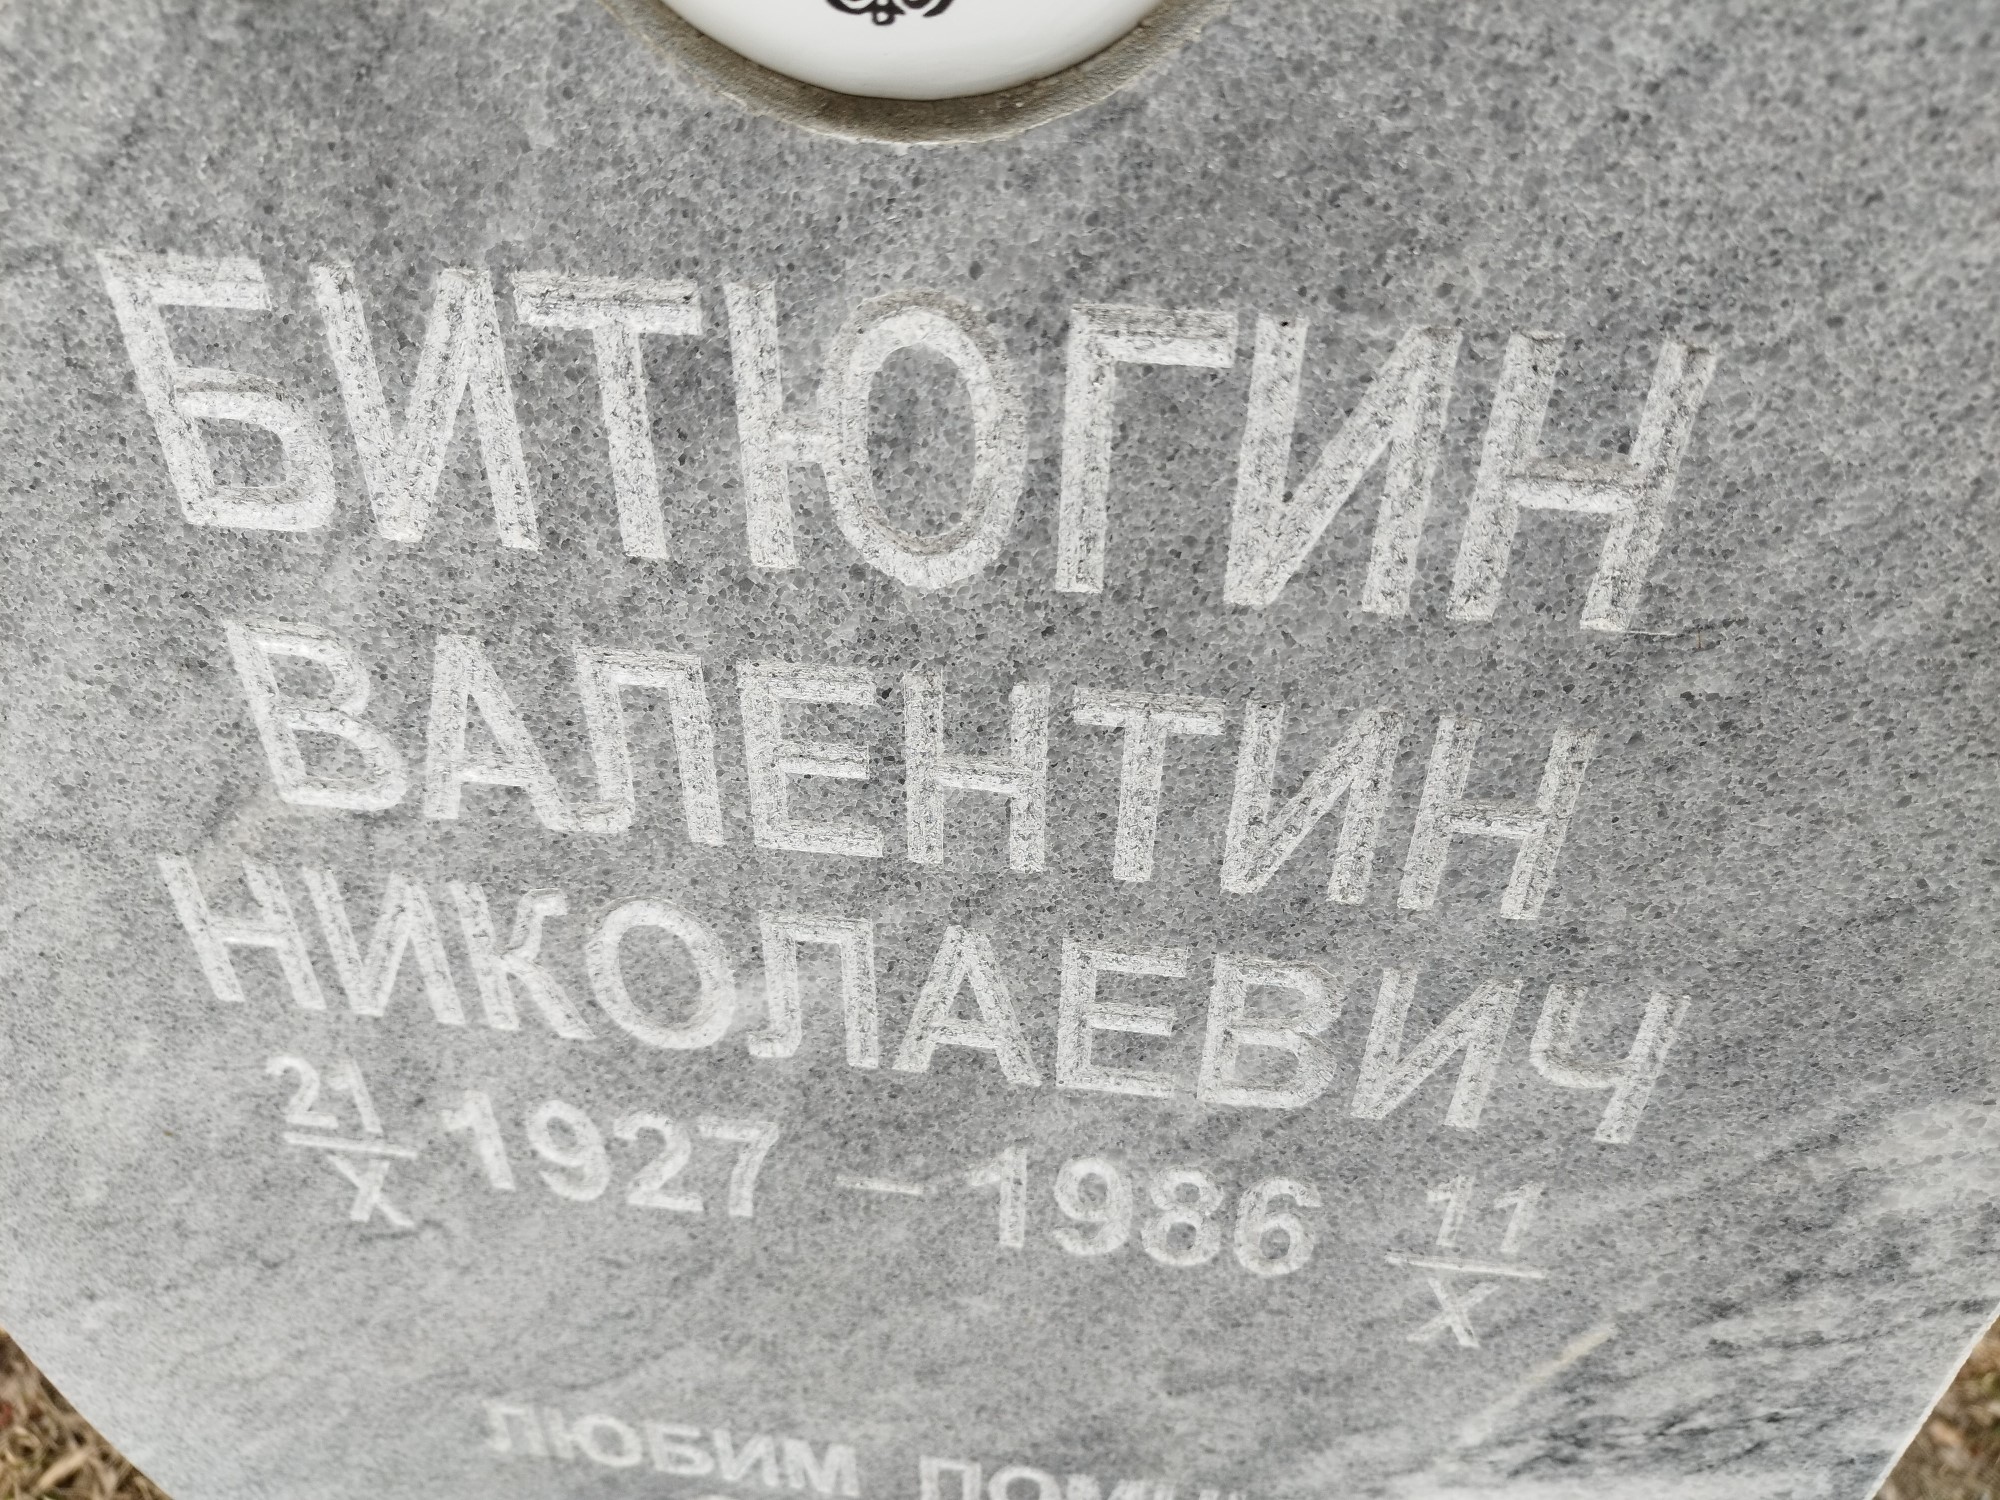 БИТЮГИН
ВАЛЕНТИН
НИКОЛАЕВИЧ
21/X 1927 – 1986 11/X
ЛЮБИМ